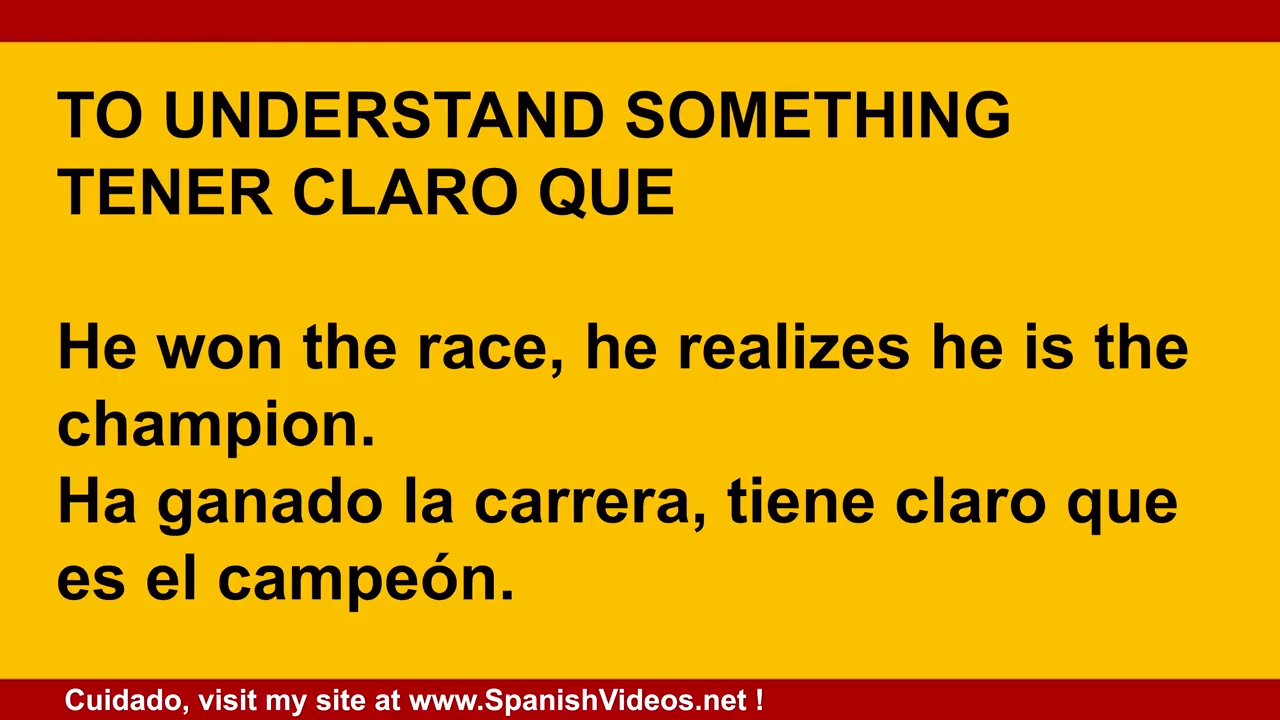 TO UNDERSTAND SOMETHING
TENER CLARO QUE
He won the race, he realizes he is the
champion.
Ha ganado la carrera, tiene claro que
es el campeón.
Cuidado, visit my site at www.SpanishVideos.net !